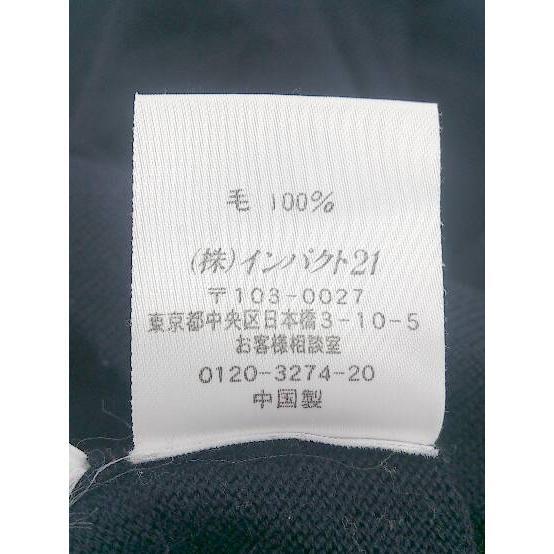 毛 100%
(株)インパクト21
〒103-0027
東京都中央区日本橋3-10-5
お客様相談室
0120-3274-20
中国製